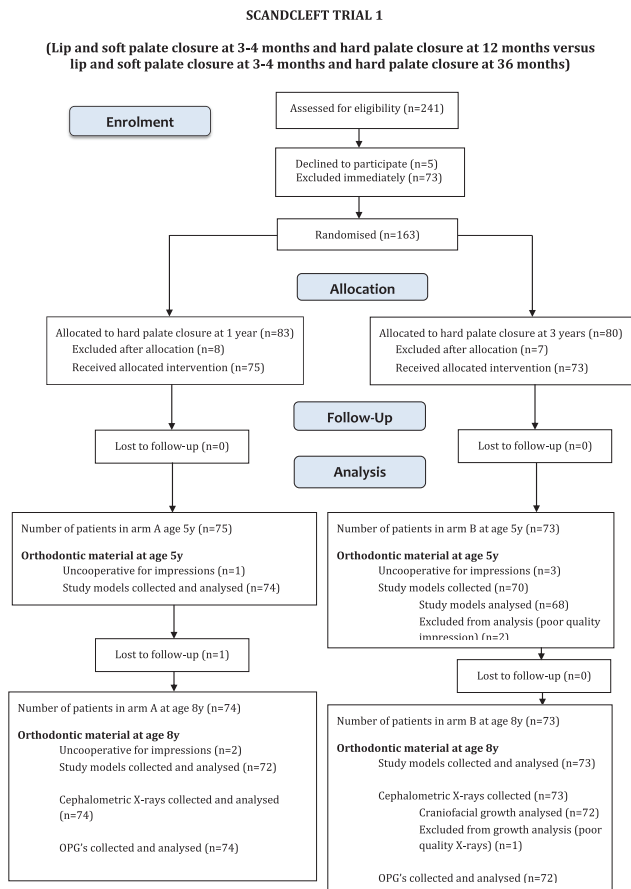 SCANDCLEFT TRIAL 1
(Lip and soft palate closure at 3-4 months and hard palate closure at 12 months versus
lip and soft palate closure at 3-4 months and hard palate closure at 36 months)
Enrolment
Assessed for eligibility (n=241)
Declined to participate (n=5)
Excluded immediately (n=73)
Randomised (n=163)
Allocation
Allocated to hard palate closure at 1 year (n=83)
Excluded after allocation (n=8)
Received allocated intervention (n=75)
Allocated to hard palate closure at 3 years (n=80)
Excluded after allocation (n=7)
Received allocated intervention (n=73)
Follow-Up
Lost to follow-up (n=0)
Lost to follow-up (n=0)
Analysis
Number of patients in arm A age 5y (n=75)
Orthodontic material at age 5y
Uncooperative for impressions (n=1)
Study models collected and analysed (n=74)
Number of patients in arm B at age 5y (n=73)
Orthodontic material at age 5y
Uncooperative for impressions (n=3)
Study models collected (n=70)
Study models analysed (n=68)
Excluded from analysis (poor quality
impression) (n=2)
Lost to follow-up (n=1)
Lost to follow-up (n=0)
Number of patients in arm A at age 8y (n=74)
Orthodontic material at age 8y
Uncooperative for impressions (n=2)
Study models collected and analysed (n=72)
Cephalometric X-rays collected and analysed
(n=74)
OPG's collected and analysed (n=74)
Number of patients in arm B at age 8y (n=73)
Orthodontic material at age 8y
Study models collected and analysed (n=73)
Cephalometric X-rays collected (n=73)
Craniofacial growth analysed (n=72)
Excluded from growth analysis (poor
quality X-rays) (n=1)
OPG's collected and analysed (n=72)